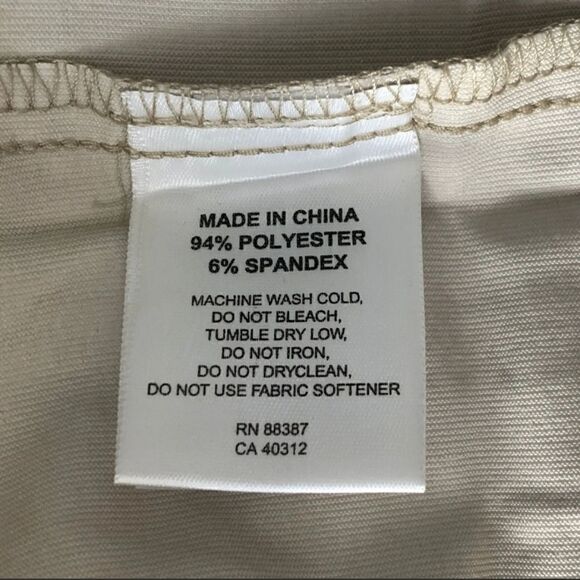 MADE IN CHINA
94% POLYESTER
6% SPANDEX
MACHINE WASH COLD,
DO NOT BLEACH,
TUMBLE DRY LOW,
DO NOT IRON,
DO NOT DRYCLEAN,
DO NOT USE FABRIC SOFTENER
RN 88387
CA 40312